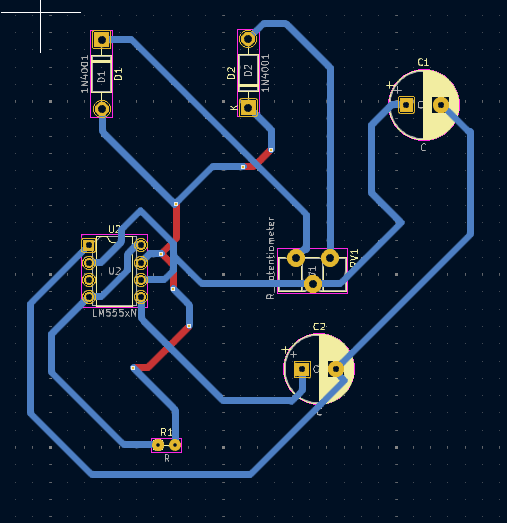 1N4001
D1
D1
D2
D2
K
1N4001
C1
+
C
U2
U2
LM555xN
R_Potentiometer
RV1
C2
+
C
R1
R